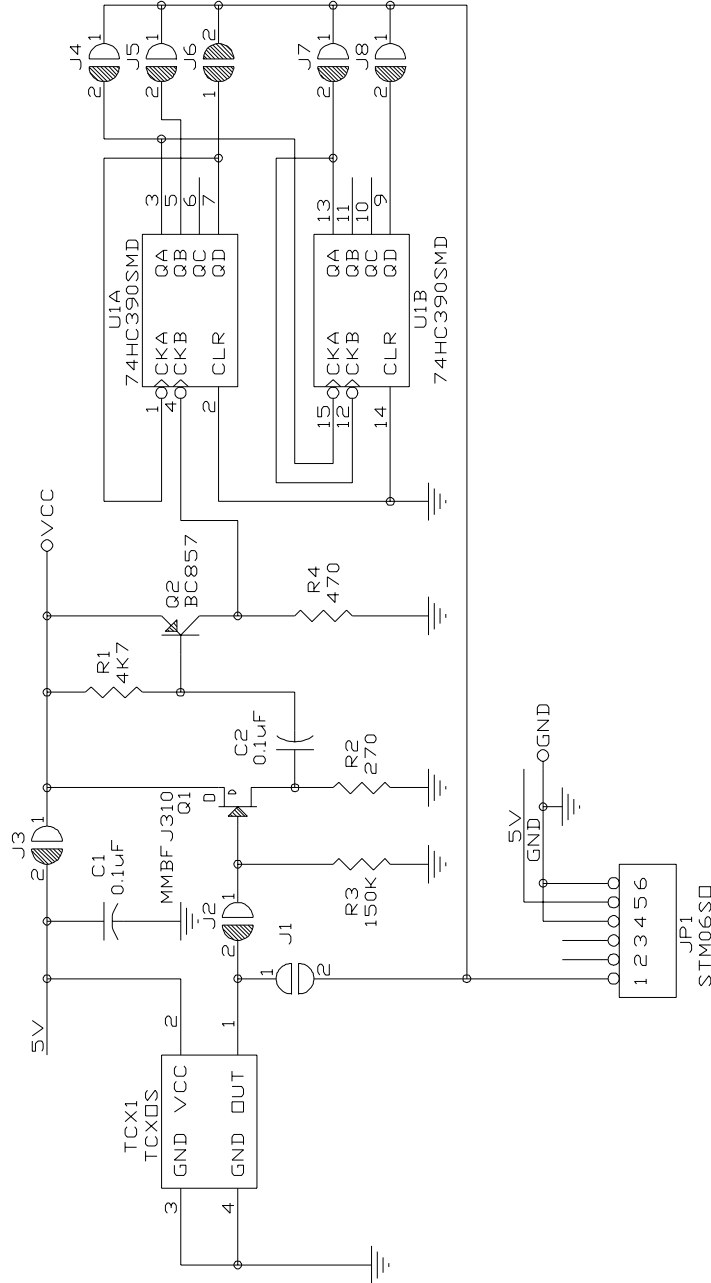 5V
J3
2
1
VCC
J4
2
1
J5
2
1
J6
1
2
J7
2
1
J8
2
1
TCX1
TCXOS
3
GND
VCC
2
4
GND
OUT
1
C1
0.1uF
R1
4K7
MMBF J310
Q1
D
D
Q2
BC857
J2
2
1
J1
1
2
C2
0.1uF
R3
150K
R2
270
R4
470
U1A
74HC390SMD
1
CKA
QA
3
4
CKB
QB
5
QC
6
2
CLR
QD
7
15
CKA
QA
13
12
CKB
QB
11
QC
10
14
CLR
QD
9
U1B
74HC390SMD
5V
GND
GND
1
2
3
4
5
6
JP1
STM06SO